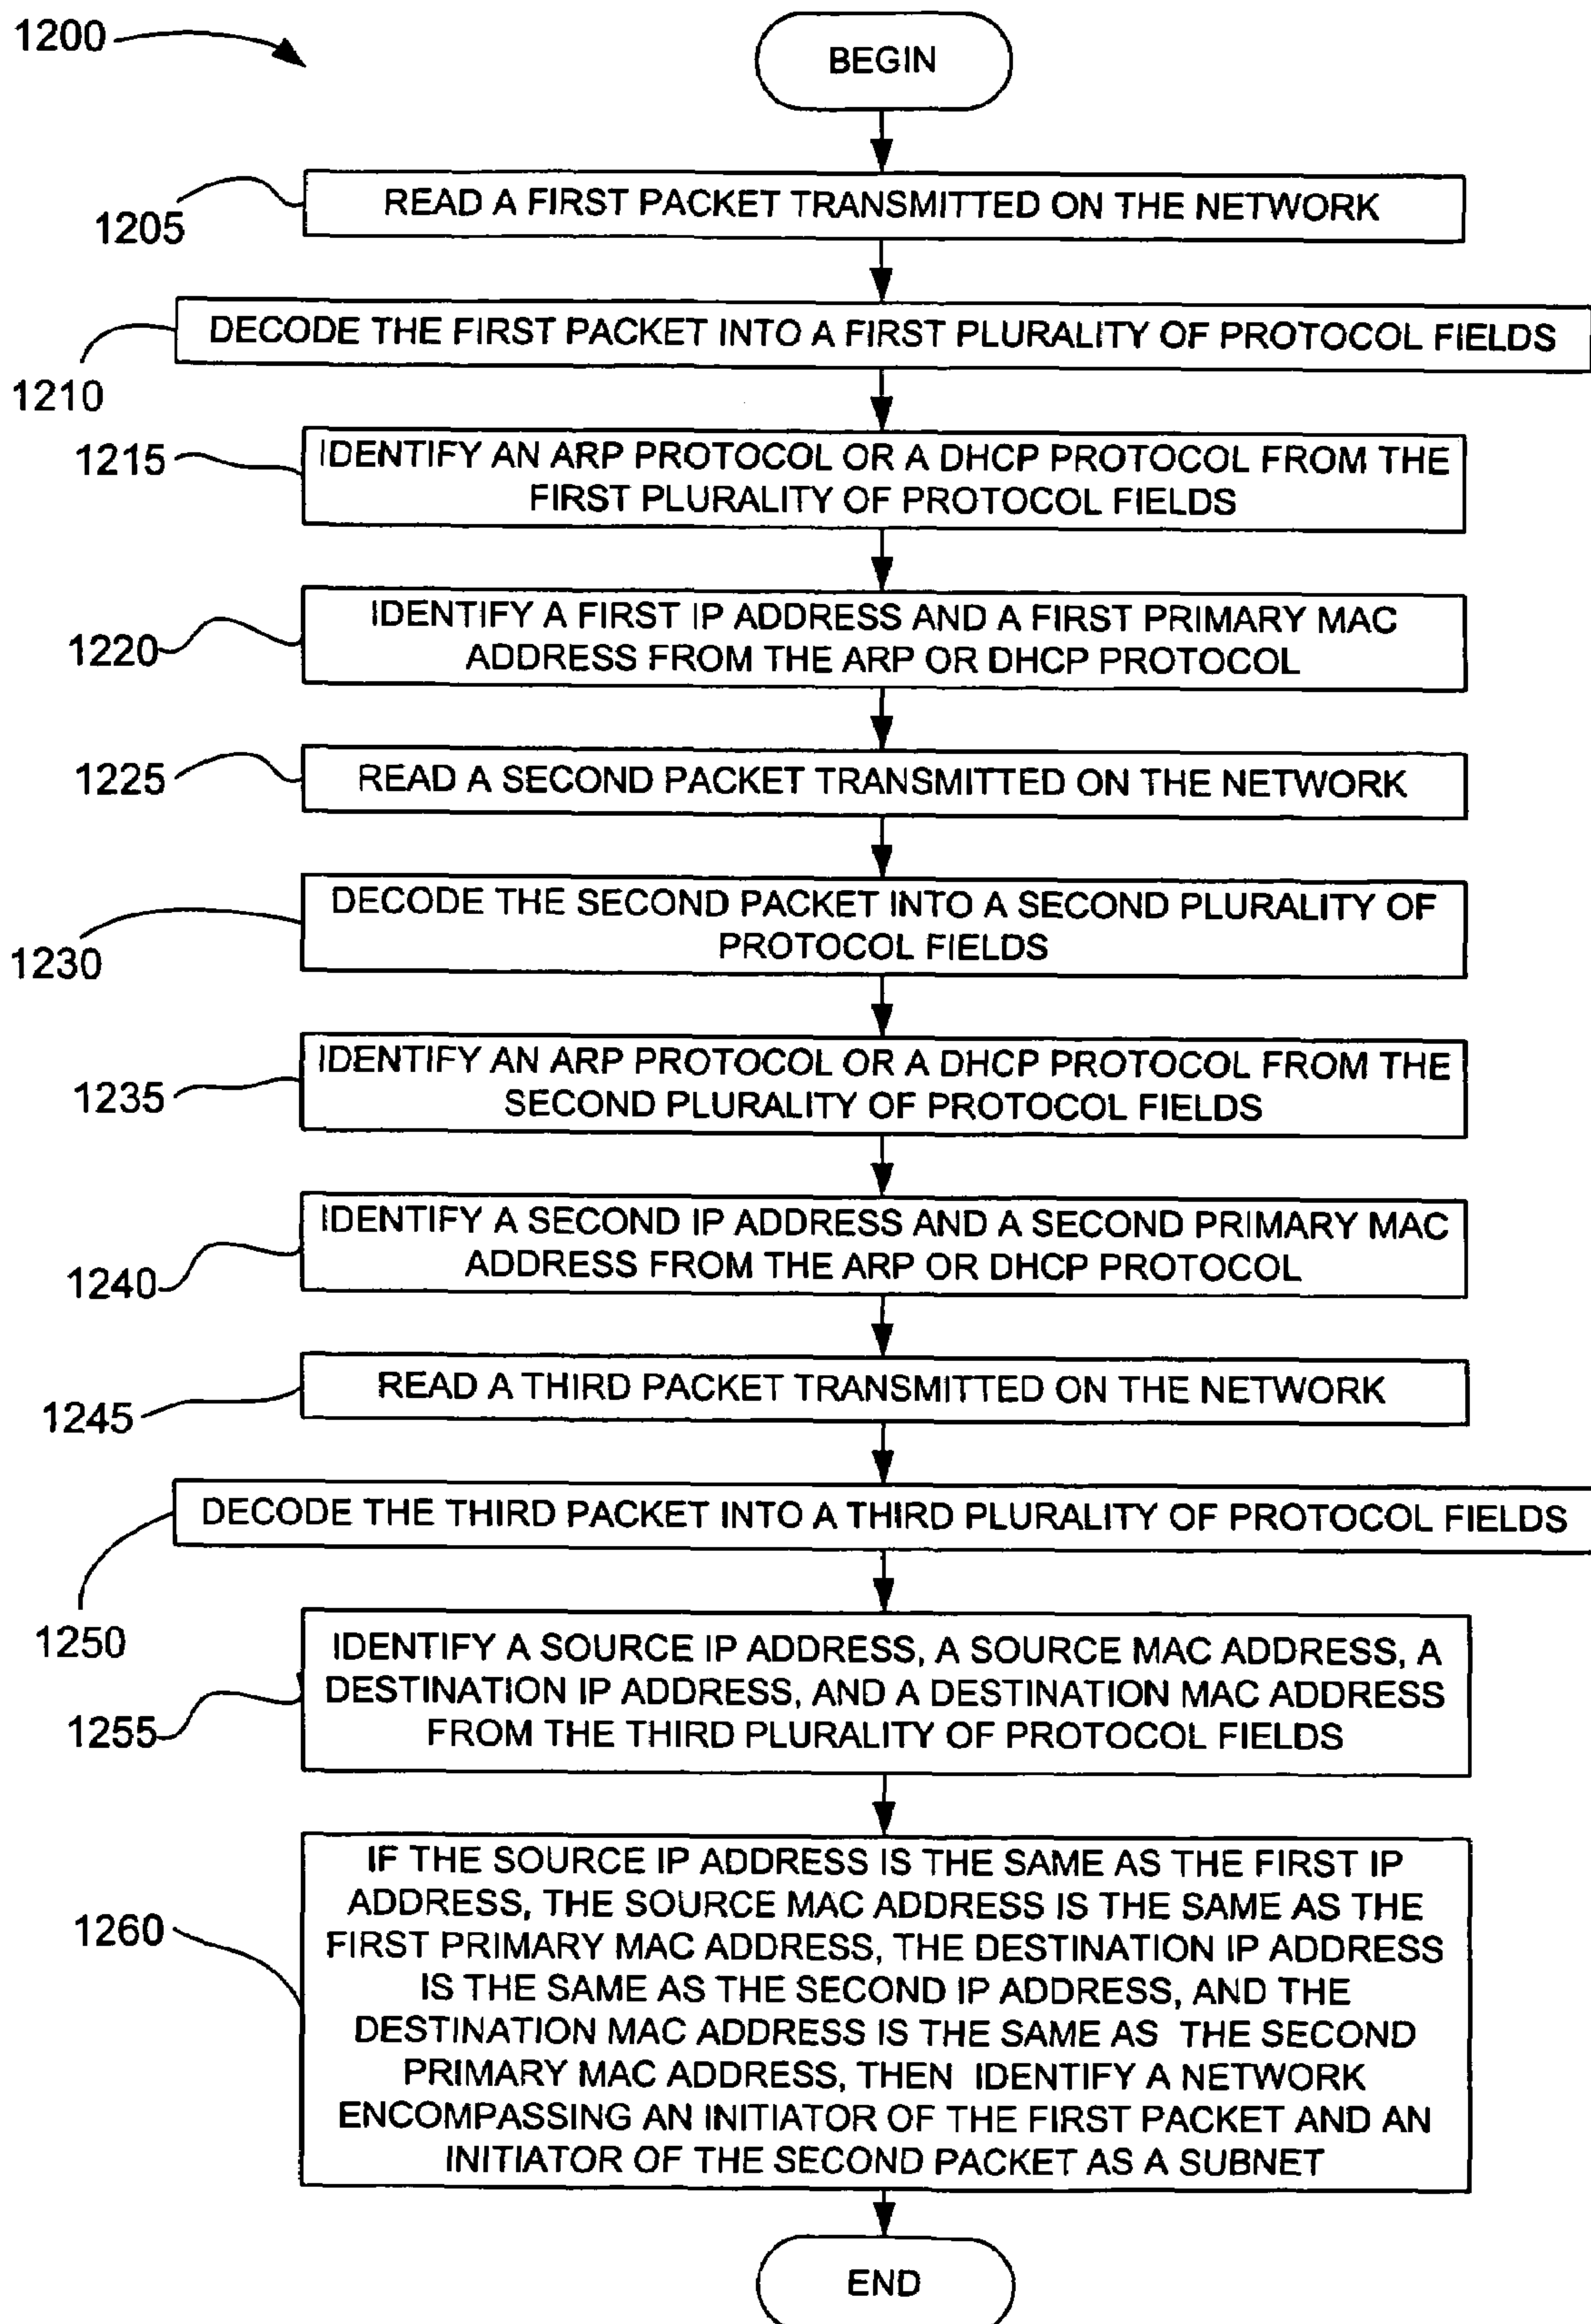 1200
BEGIN
READ A FIRST PACKET TRANSMITTED ON THE NETWORK
1205
DECODE THE FIRST PACKET INTO A FIRST PLURALITY OF PROTOCOL FIELDS
1210
1215
IDENTIFY AN ARP PROTOCOL OR A DHCP PROTOCOL FROM THE
FIRST PLURALITY OF PROTOCOL FIELDS
1220
IDENTIFY A FIRST IP ADDRESS AND A FIRST PRIMARY MAC
ADDRESS FROM THE ARP OR DHCP PROTOCOL
1225
READ A SECOND PACKET TRANSMITTED ON THE NETWORK
DECODE THE SECOND PACKET INTO A SECOND PLURALITY OF
PROTOCOL FIELDS
1230
IDENTIFY AN ARP PROTOCOL OR A DHCP PROTOCOL FROM THE
SECOND PLURALITY OF PROTOCOL FIELDS
1235
IDENTIFY A SECOND IP ADDRESS AND A SECOND PRIMARY MAC
ADDRESS FROM THE ARP OR DHCP PROTOCOL
1240
READ A THIRD PACKET TRANSMITTED ON THE NETWORK
1245
DECODE THE THIRD PACKET INTO A THIRD PLURALITY OF PROTOCOL FIELDS
1250
IDENTIFY A SOURCE IP ADDRESS, A SOURCE MAC ADDRESS, A
DESTINATION IP ADDRESS, AND A DESTINATION MAC ADDRESS
FROM THE THIRD PLURALITY OF PROTOCOL FIELDS
1255
1260
IF THE SOURCE IP ADDRESS IS THE SAME AS THE FIRST IP
ADDRESS, THE SOURCE MAC ADDRESS IS THE SAME AS THE
FIRST PRIMARY MAC ADDRESS, THE DESTINATION IP ADDRESS
IS THE SAME AS THE SECOND IP ADDRESS, AND THE
DESTINATION MAC ADDRESS IS THE SAME AS THE SECOND
PRIMARY MAC ADDRESS, THEN IDENTIFY A NETWORK
ENCOMPASSING AN INITIATOR OF THE FIRST PACKET AND AN
INITIATOR OF THE SECOND PACKET AS A SUBNET
END